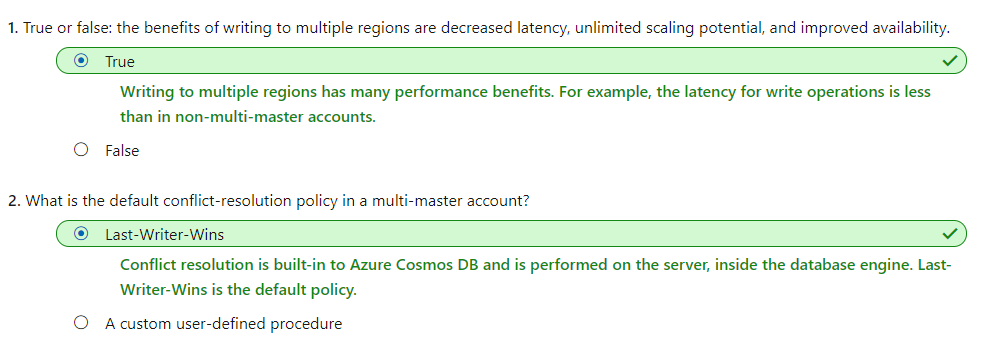 1. True or false: the benefits of writing to multiple regions are decreased latency, unlimited scaling potential, and improved availability.
True
Writing to multiple regions has many performance benefits. For example, the latency for write operations is less
than in non-multi-master accounts.
False
2. What is the default conflict-resolution policy in a multi-master account?
Last-Writer-Wins
Conflict resolution is built-in to Azure Cosmos DB and is performed on the server, inside the database engine. Last-
Writer-Wins is the default policy.
A custom user-defined procedure